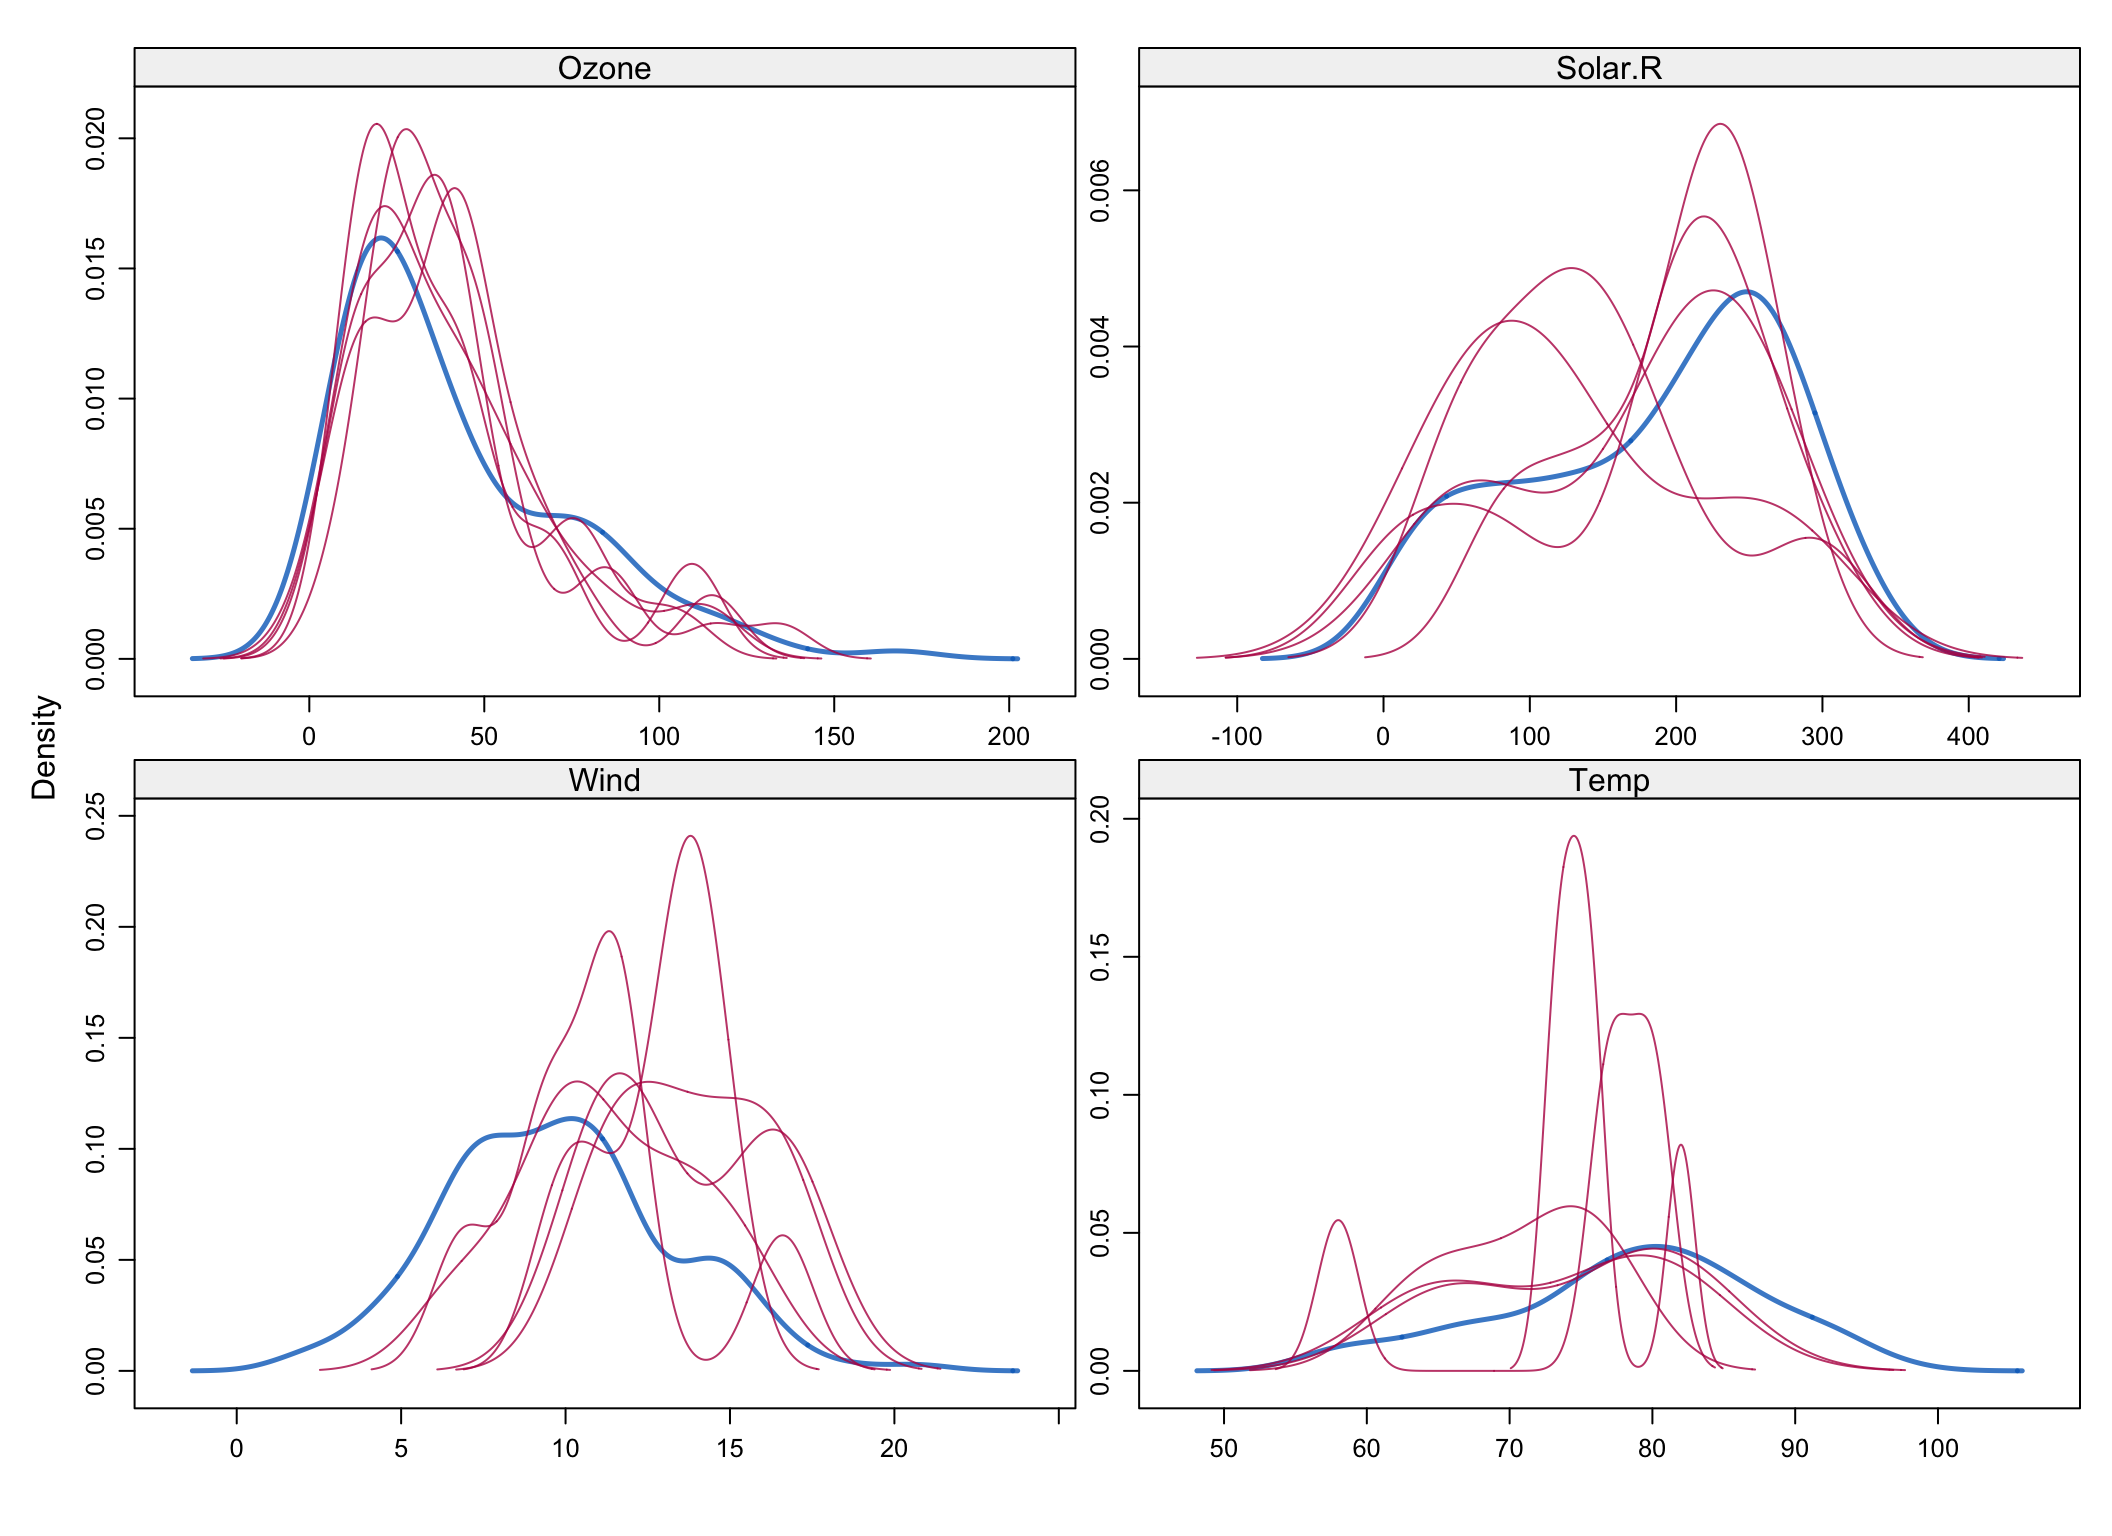 Density
Ozone
0.000 0.005 0.010 0.015 0.020
0 50 100 150 200
Solar.R
0.000 0.002 0.004 0.006
-100 0 100 200 300 400
Wind
0.00 0.05 0.10 0.15 0.20 0.25
0 5 10 15 20
Temp
0.00 0.05 0.10 0.15 0.20
50 60 70 80 90 100